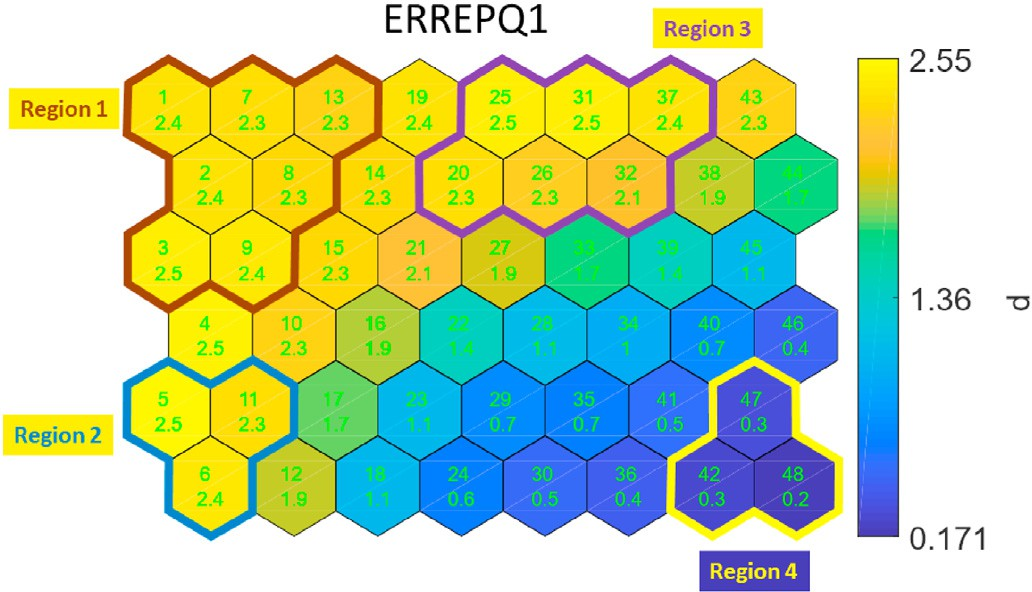 ERREPQ1
Region 3
Region 1
1 7 13 19 25 31 37 43
2.4 2.3 2.3 2.4 2.5 2.5 2.4 2.3
2 8 14 20 26 32 38 44
2.4 2.3 2.3 2.3 2.3 2.1 1.9 1.7
3 9 15 21 27 33 39 45
2.5 2.4 2.3 2.1 1.9 1.7 1.4 1.1
4 10 16 22 28 34 40 46
2.5 2.3 1.9 1.4 1.1 1 0.7 0.4
5 11 17 23 29 35 41 47
2.5 2.3 1.7 1.1 0.7 0.7 0.5 0.3
Region 2
6 12 18 24 30 36 42 48
2.4 1.9 1.1 0.6 0.5 0.4 0.3 0.2
Region 4
2.55
1.36
0.171
d